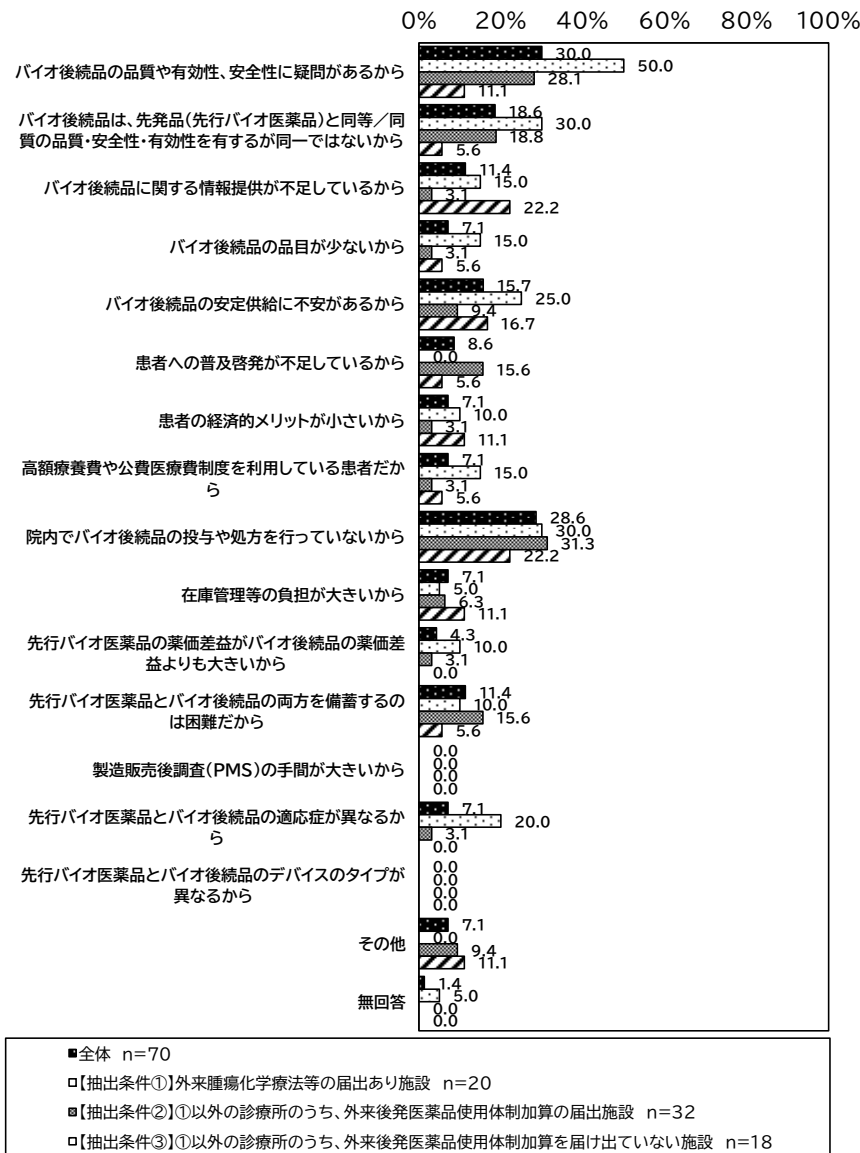 0% 20% 40% 60% 80% 100%
バイオ後続品の品質や有効性、安全性に疑問があるから
30.0
50.0
28.1
11.1
バイオ後続品は、先発品(先行バイオ医薬品)と同等/同
質の品質・安全性・有効性を有するが同一ではないから
18.6
30.0
18.8
5.6
バイオ後続品に関する情報提供が不足しているから
11.4
15.0
3.1
22.2
バイオ後続品の品目が少ないから
7.1
15.0
3.1
5.6
バイオ後続品の安定供給に不安があるから
15.7
25.0
9.4
16.7
患者への普及啓発が不足しているから
8.6
0.0
15.6
5.6
患者の経済的メリットが小さいから
7.1
10.0
3.1
11.1
高額療養費や公費医療費制度を利用している患者だか
ら
7.1
15.0
3.1
5.6
院内でバイオ後続品の投与や処方を行っていないから
28.6
30.0
31.3
22.2
在庫管理等の負担が大きいから
7.1
5.0
6.3
11.1
先行バイオ医薬品の薬価差益がバイオ後続品の薬価差
益よりも大きいから
4.3
10.0
3.1
0.0
先行バイオ医薬品とバイオ後続品の両方を備蓄するの
は困難だから
11.4
10.0
15.6
5.6
製造販売後調査(PMS)の手間が大きいから
0.0
0.0
0.0
0.0
先行バイオ医薬品とバイオ後続品の適応症が異なるか
ら
7.1
20.0
3.1
0.0
先行バイオ医薬品とバイオ後続品のデバイスのタイプが
異なるから
0.0
0.0
0.0
0.0
その他
7.1
0.0
9.4
11.1
無回答
1.4
5.0
0.0
0.0
全体 n=70
【抽出条件①】外来腫瘍化学療法等の届出あり施設 n=20
【抽出条件②】①以外の診療所のうち、外来後発医薬品使用体制加算の届出施設 n=32
【抽出条件③】①以外の診療所のうち、外来後発医薬品使用体制加算を届け出ていない施設 n=18